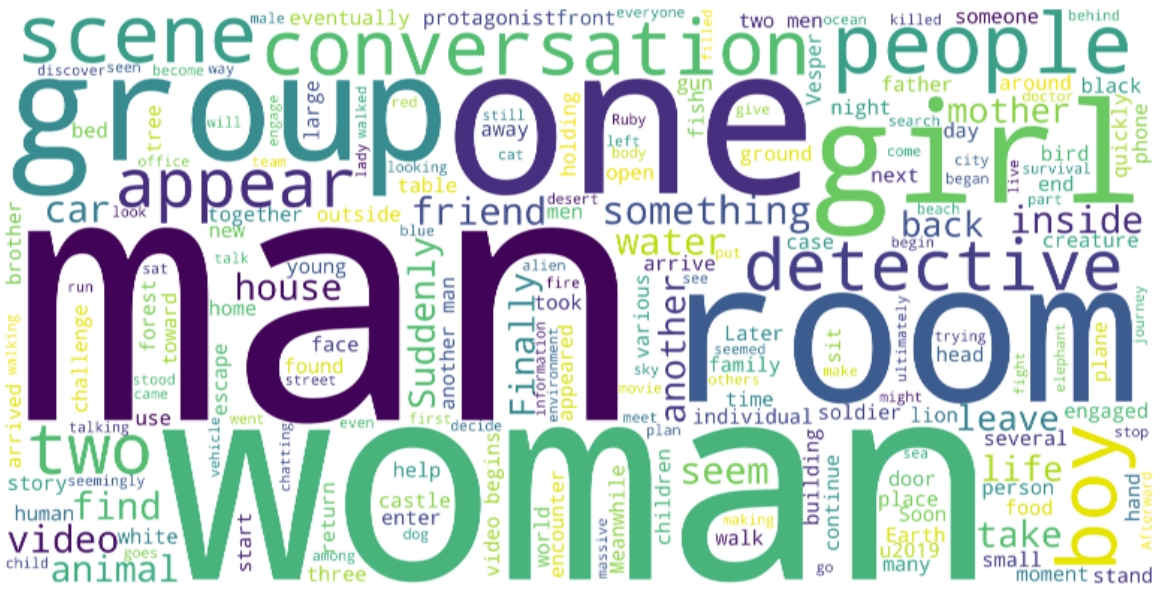 male eventually protagonist front everyone two men ocean killed someone behind
scene conversation filled Vesper people
discover seen become way gun father around black
group one girl
tree will engage large lady walked red still away cat holding Ruby left body open fish give ground night search mother doctor quickly phone
bed office team looking table come day next city began live bird survival end part
appear
car look together outside friend desert men something beach back inside
brother new blue water put case begin creature
man room detective
run sat talk young alien fire arrive see
challenge forest toward house home Suddenly another man Finally took information environment appeared various another Later seemed sit ultimately trying head plane journey
escape face found street sky movie family others make fight elephant
arrived walking stood came time might
use went even first decide meet individual soldier lion leave engaged
talking vehicle chatting plan several stop
two woman boy
story seemingly help video begins children seem building sea door life
human find castle enter dog world encounter massive Meanwhile making walk continue place Soon person food hand Afterward
video white start return Earth take
child goes animal among three go u2019 many small moment stand